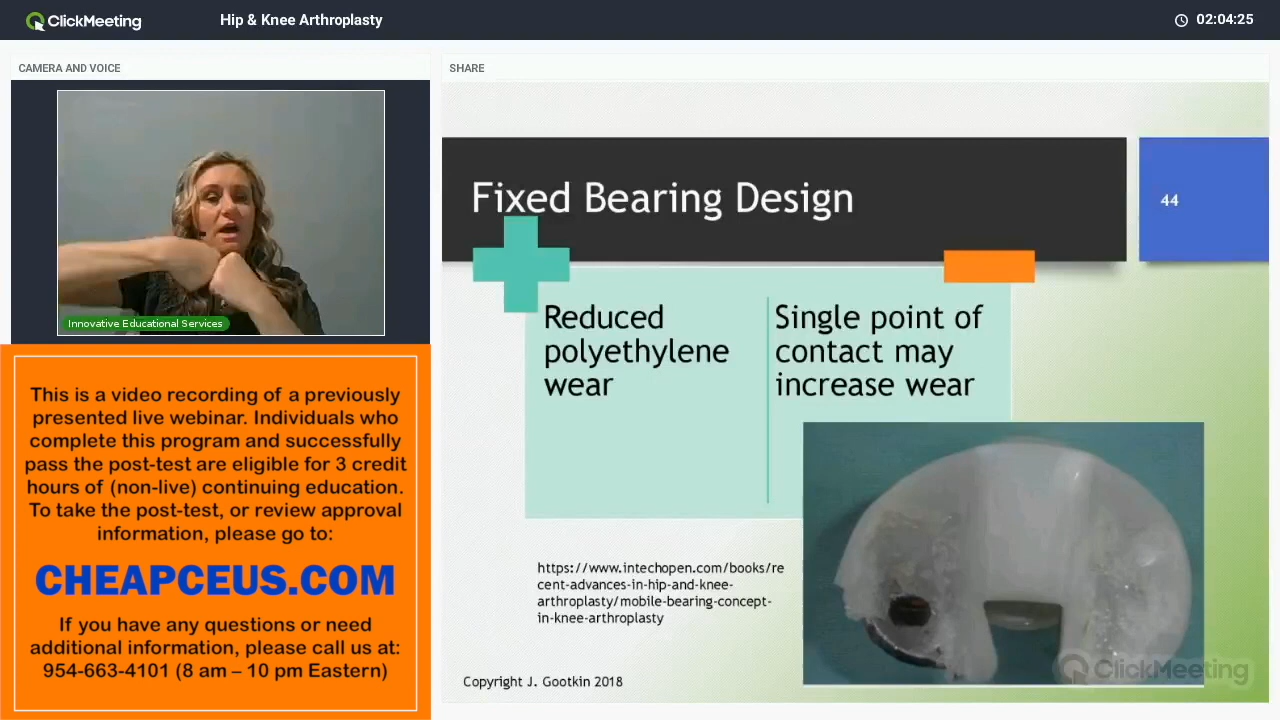 ClickMeeting
Hip & Knee Arthroplasty
02:04:25
CAMERA AND VOICE
Innovative Educational Services
This is a video recording of a previously
presented live webinar. Individuals who
complete this program and successfully
pass the post-test are eligible for 3 credit
hours of (non-live) continuing education.
To take the post-test, or review approval
information, please go to:
CHEAPCEUS.COM
If you have any questions or need
additional information, please call us at:
954-663-4101 (8 am – 10 pm Eastern)
SHARE
Fixed Bearing Design
44
Reduced
polyethylene
wear
Single point of
contact may
increase wear
https://www.intechopen.com/books/re
cent-advances-in-hip-and-knee-
arthroplasty/mobile-bearing-concept-
in-knee-arthroplasty
Copyright J. Gootkin 2018
ClickMeeting